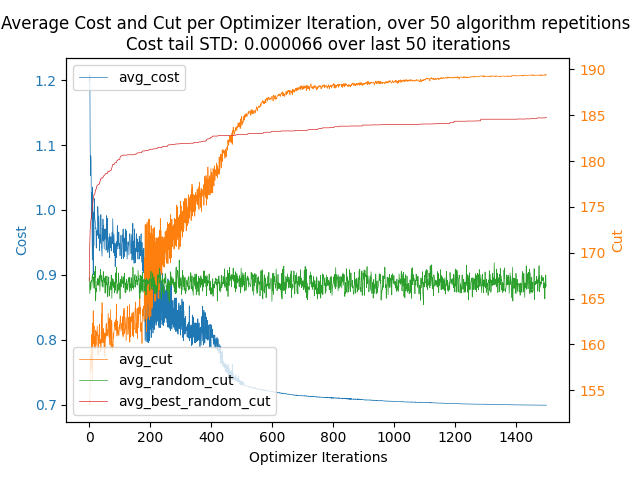 Average Cost and Cut per Optimizer Iteration, over 50 algorithm repetitions
Cost tail STD: 0.000066 over last 50 iterations
avg_cost
1.2
1.1
1.0
0.9
0.8
0.7
Cost
190
185
180
175
170
165
160
155
Cut
avg_cut
avg_random_cut
avg_best_random_cut
0 200 400 600 800 1000 1200 1400
Optimizer Iterations